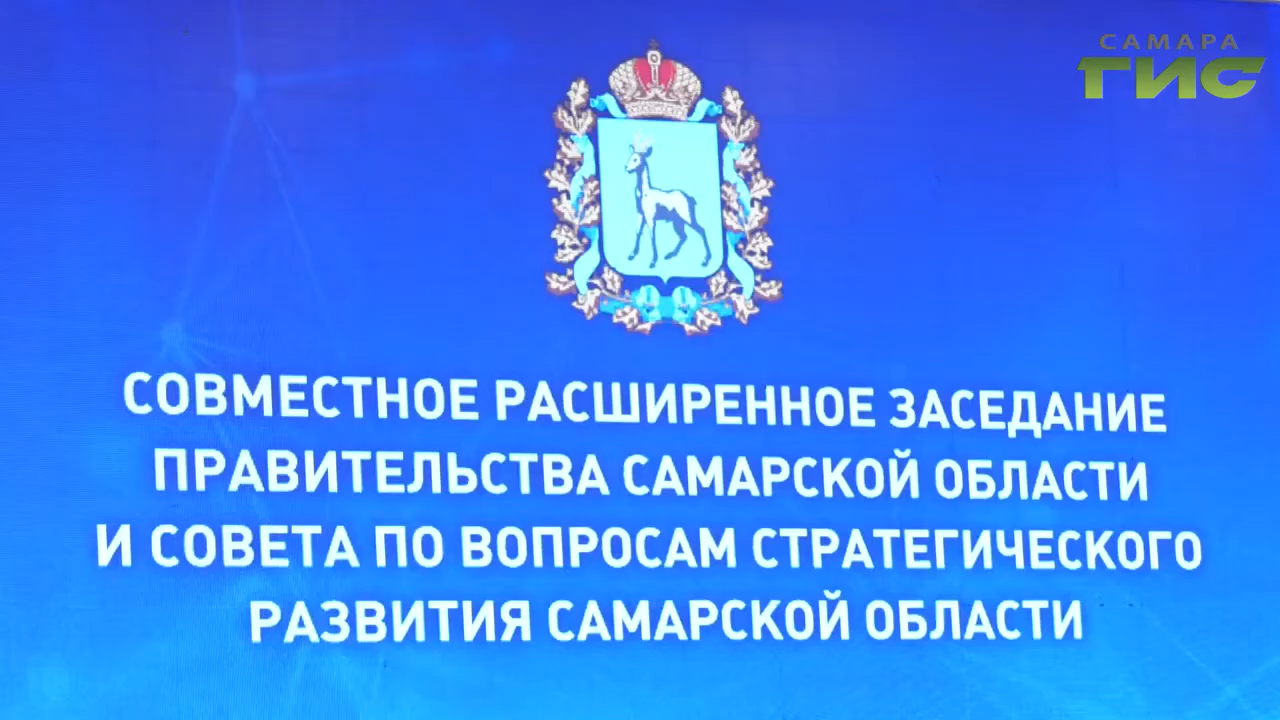 САМАРА
ГИС
СОВМЕСТНОЕ РАСШИРЕННОЕ ЗАСЕДАНИЕ
ПРАВИТЕЛЬСТВА САМАРСКОЙ ОБЛАСТИ
И СОВЕТА ПО ВОПРОСАМ СТРАТЕГИЧЕСКОГО
РАЗВИТИЯ САМАРСКОЙ ОБЛАСТИ